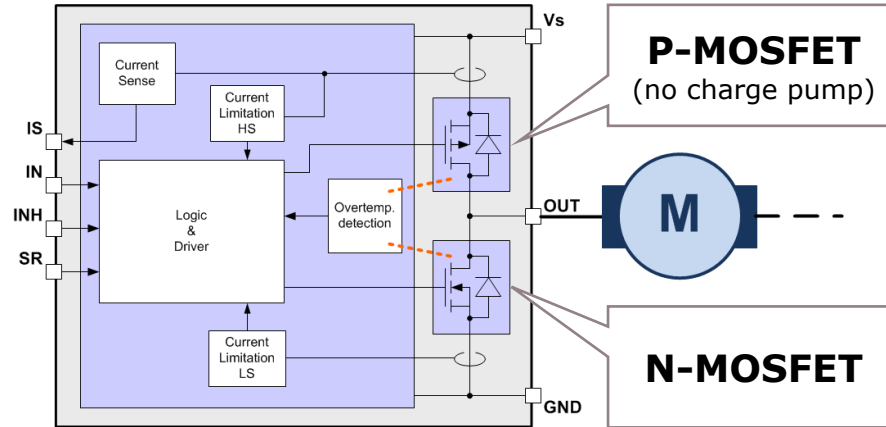 Vs
P-MOSFET
(no charge pump)
Current
Sense
Current
Limitation
HS
IS
IN
INH
SR
Logic
&
Driver
Overtemp.
detection
OUT
M
Current
Limitation
LS
N-MOSFET
GND